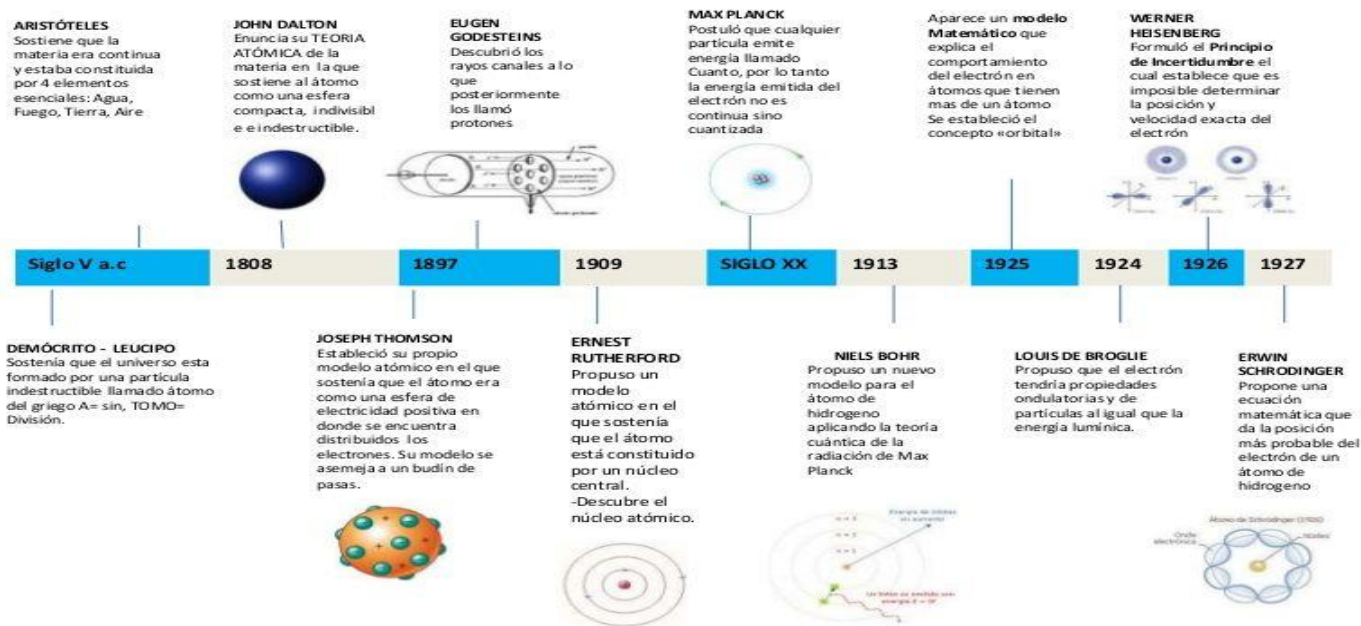 ARISTÓTELES
Sostiene que la
materia era continua
y estaba constituida
por 4 elementos
esenciales: Agua,
Fuego, Tierra, Aire
JOHN DALTON
Enuncia su TEORIA
ATÓMICA de la
materia en la que
sostiene al átomo
como una esfera
compacta, indivisibl
e e indestructible.
EUGEN
GODESTEINS
Descubrió los
rayos canales a lo
que
posteriormente
los llamó
protones
MAX PLANCK
Postuló que cualquier
partícula emite
energía llamado
Cuanto, por lo tanto
la energía emitida del
electrón no es
continua sino
cuantizada
Aparece un modelo
Matemático que
explica el
comportamiento
del electrón en
átomos que tienen
mas de un átomo
Se estableció el
concepto «orbital»
WERNER
HEISENBERG
Formuló el Principio
de Incertidumbre el
cual establece que es
imposible determinar
la posición y
velocidad exacta del
electrón
Siglo V a.c
1808
1897
1909
SIGLO XX
1913
1925
1924
1926
1927
DEMÓCRITO - LEUCIPO
Sostenía que el universo esta
formado por una partícula
indestructible llamado átomo
del griego A= sin, TOMO=
División.
JOSEPH THOMSON
Estableció su propio
modelo atómico en el que
sostenía que el átomo era
como una esfera de
electricidad positiva en
donde se encuentra
distribuidos los
electrones. Su modelo se
asemeja a un budín de
pasas.
ERNEST
RUTHERFORD
Propuso un
modelo
atómico en el
que sostenía
que el átomo
está constituido
por un núcleo
central.
-Descubre el
núcleo atómico.
NIELS BOHR
Propuso un nuevo
modelo para el
átomo de
hidrogeno
aplicando la teoría
cuántica de la
radiación de Max
Planck
LOUIS DE BROGLIE
Propuso que el electrón
tendría propiedades
ondulatorias y de
partículas al igual que la
energía lumínica.
ERWIN
SCHRODINGER
Propone una
ecuación
matemática que
da la posición
más probable del
electrón de un
átomo de
hidrogeno
Átomo de Schrödinger (1926)
Onda
electrónica
Nodos